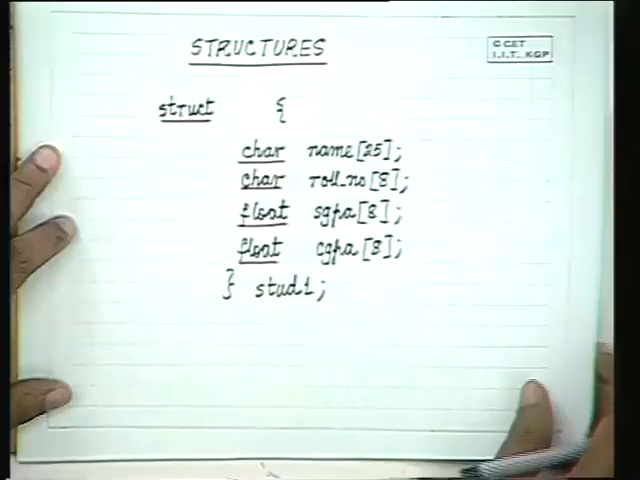 STRUCTURES
© CET
I.I.T. KGP
struct {
char name[25];
char roll_no[8];
float sgpa[8];
float cgpa[8];
} stud1;